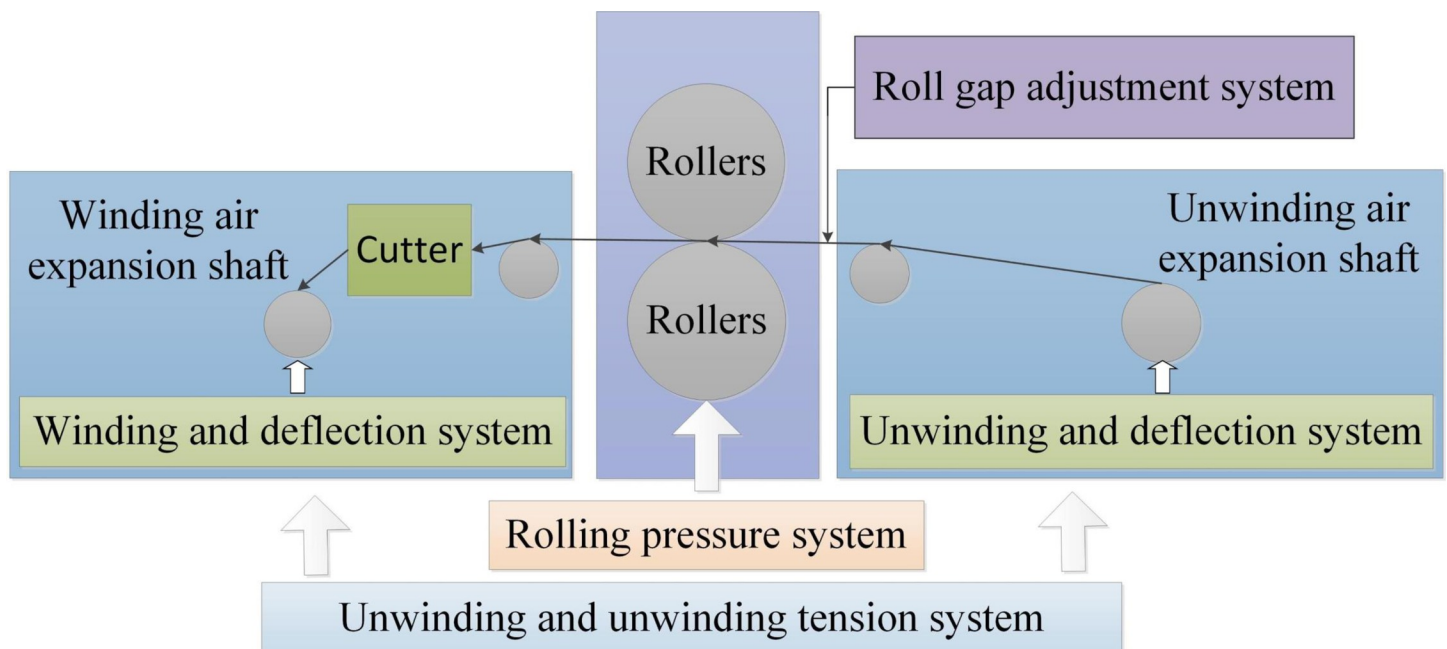 Roll gap adjustment system
Rollers
Rollers
Winding air
expansion shaft
Cutter
Unwinding air
expansion shaft
Winding and deflection system
Unwinding and deflection system
Rolling pressure system
Unwinding and unwinding tension system